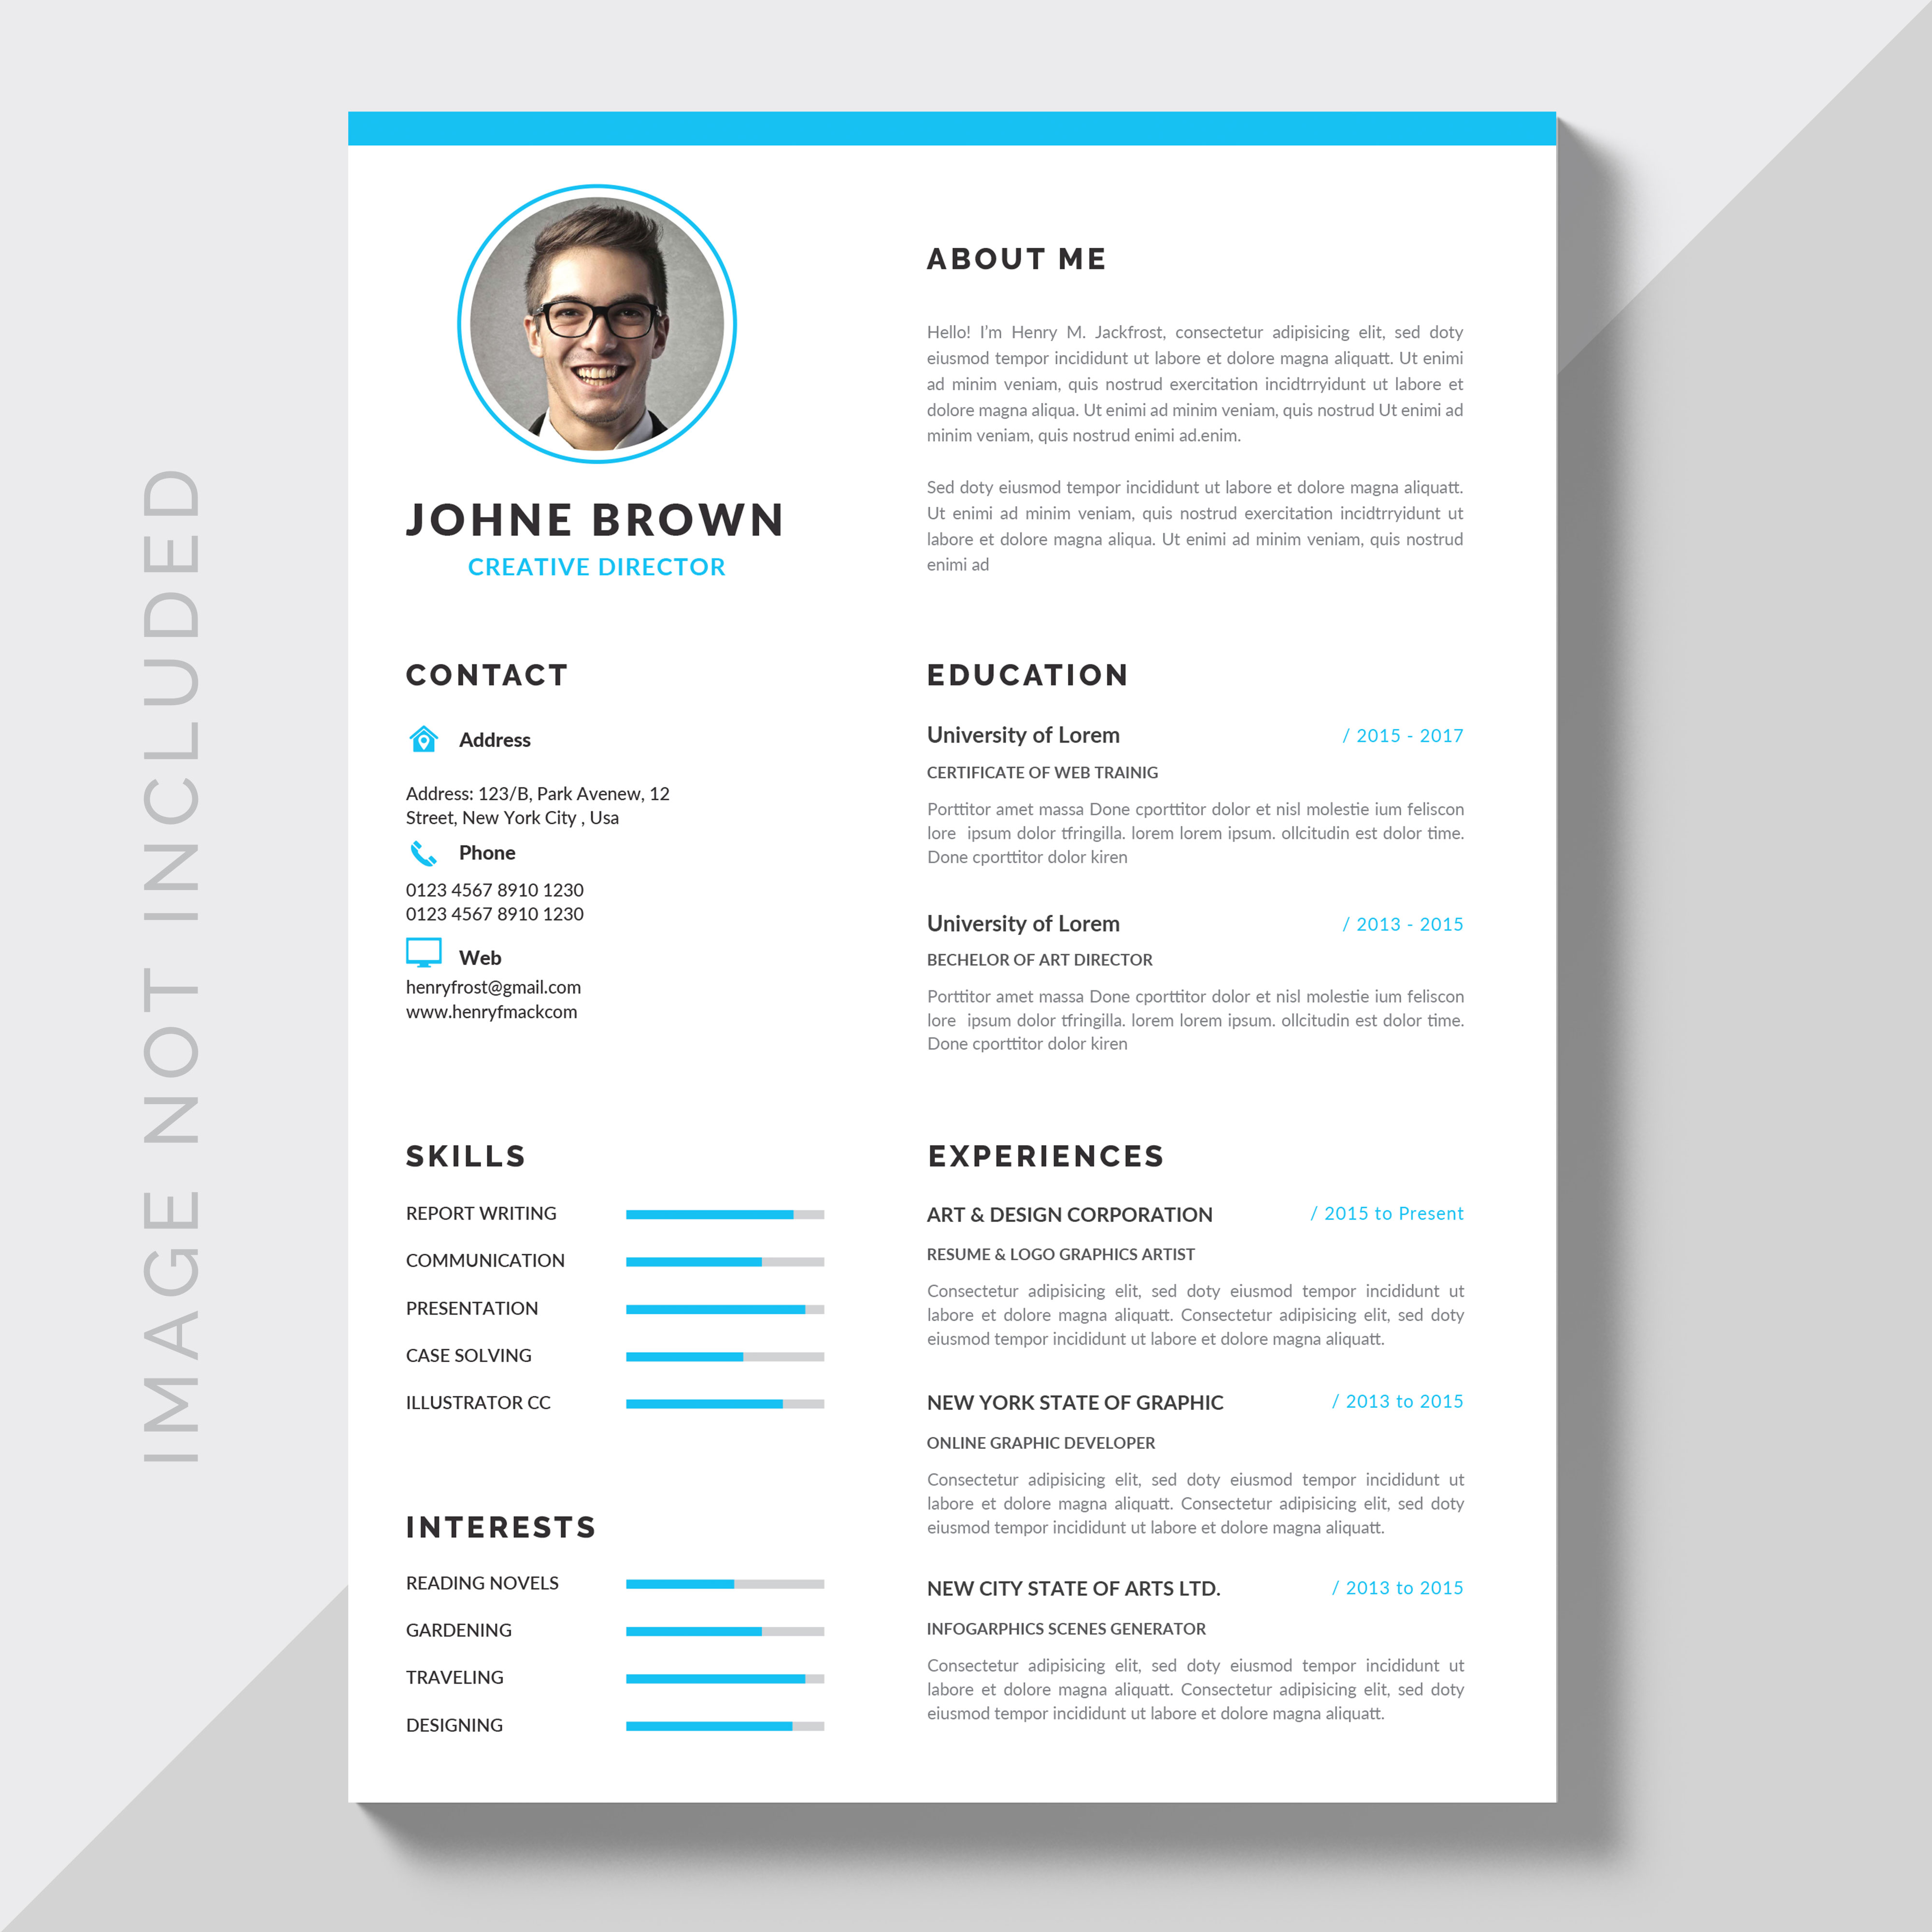 IMAGE NOT INCLUDED
JOHNE BROWN
CREATIVE DIRECTOR
CONTACT
Address
Address: 123/B, Park Avenew, 12
Street, New York City , Usa
Phone
0123 4567 8910 1230
0123 4567 8910 1230
Web
henryfrost@gmail.com
www.henryfmackcom
SKILLS
REPORT WRITING
COMMUNICATION
PRESENTATION
CASE SOLVING
ILLUSTRATOR CC
INTERESTS
READING NOVELS
GARDENING
TRAVELING
DESIGNING
ABOUT ME
Hello! I'm Henry M. Jackfrost, consectetur adipisicing elit, sed doty
eiusmod tempor incididunt ut labore et dolore magna aliquatt. Ut enimi
ad minim veniam, quis nostrud exercitation incidtrryidunt ut labore et
dolore magna aliqua. Ut enimi ad minim veniam, quis nostrud Ut enimi ad
minim veniam, quis nostrud enimi ad.enim.
Sed doty eiusmod tempor incididunt ut labore et dolore magna aliquatt.
Ut enimi ad minim veniam, quis nostrud exercitation incidtrryidunt ut
labore et dolore magna aliqua. Ut enimi ad minim veniam, quis nostrud
enimi ad
EDUCATION
University of Lorem / 2015 - 2017
CERTIFICATE OF WEB TRAINIG
Porttitor amet massa Done cporttitor dolor et nisl molestie ium feliscon
lore ipsum dolor tfringilla. lorem lorem ipsum. ollcitudin est dolor time.
Done cporttitor dolor kiren
University of Lorem / 2013 - 2015
BECHELOR OF ART DIRECTOR
Porttitor amet massa Done cporttitor dolor et nisl molestie ium feliscon
lore ipsum dolor tfringilla. lorem lorem ipsum. ollcitudin est dolor time.
Done cporttitor dolor kiren
EXPERIENCES
ART & DESIGN CORPORATION / 2015 to Present
RESUME & LOGO GRAPHICS ARTIST
Consectetur adipisicing elit, sed doty eiusmod tempor incididunt ut
labore et dolore magna aliquatt. Consectetur adipisicing elit, sed doty
eiusmod tempor incididunt ut labore et dolore magna aliquatt.
NEW YORK STATE OF GRAPHIC / 2013 to 2015
ONLINE GRAPHIC DEVELOPER
Consectetur adipisicing elit, sed doty eiusmod tempor incididunt ut
labore et dolore magna aliquatt. Consectetur adipisicing elit, sed doty
eiusmod tempor incididunt ut labore et dolore magna aliquatt.
NEW CITY STATE OF ARTS LTD. / 2013 to 2015
INFOGARPHICS SCENES GENERATOR
Consectetur adipisicing elit, sed doty eiusmod tempor incididunt ut
labore et dolore magna aliquatt. Consectetur adipisicing elit, sed doty
eiusmod tempor incididunt ut labore et dolore magna aliquatt.